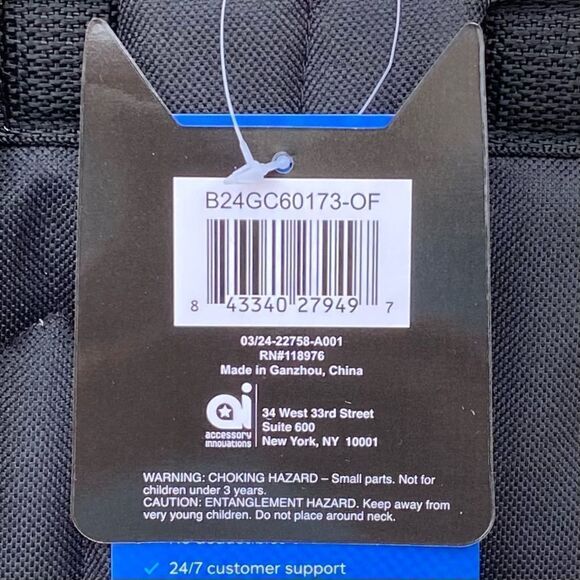 B24GC60173-OF
8 43340 27949 7
03/24-22758-A001
RN#118976
Made in Ganzhou, China
ai
accessory
innovations
34 West 33rd Street
Suite 600
New York, NY 10001
WARNING: CHOKING HAZARD – Small parts. Not for
children under 3 years.
CAUTION: ENTANGLEMENT HAZARD. Keep away from
very young children. Do not place around neck.
✓ 24/7 customer support